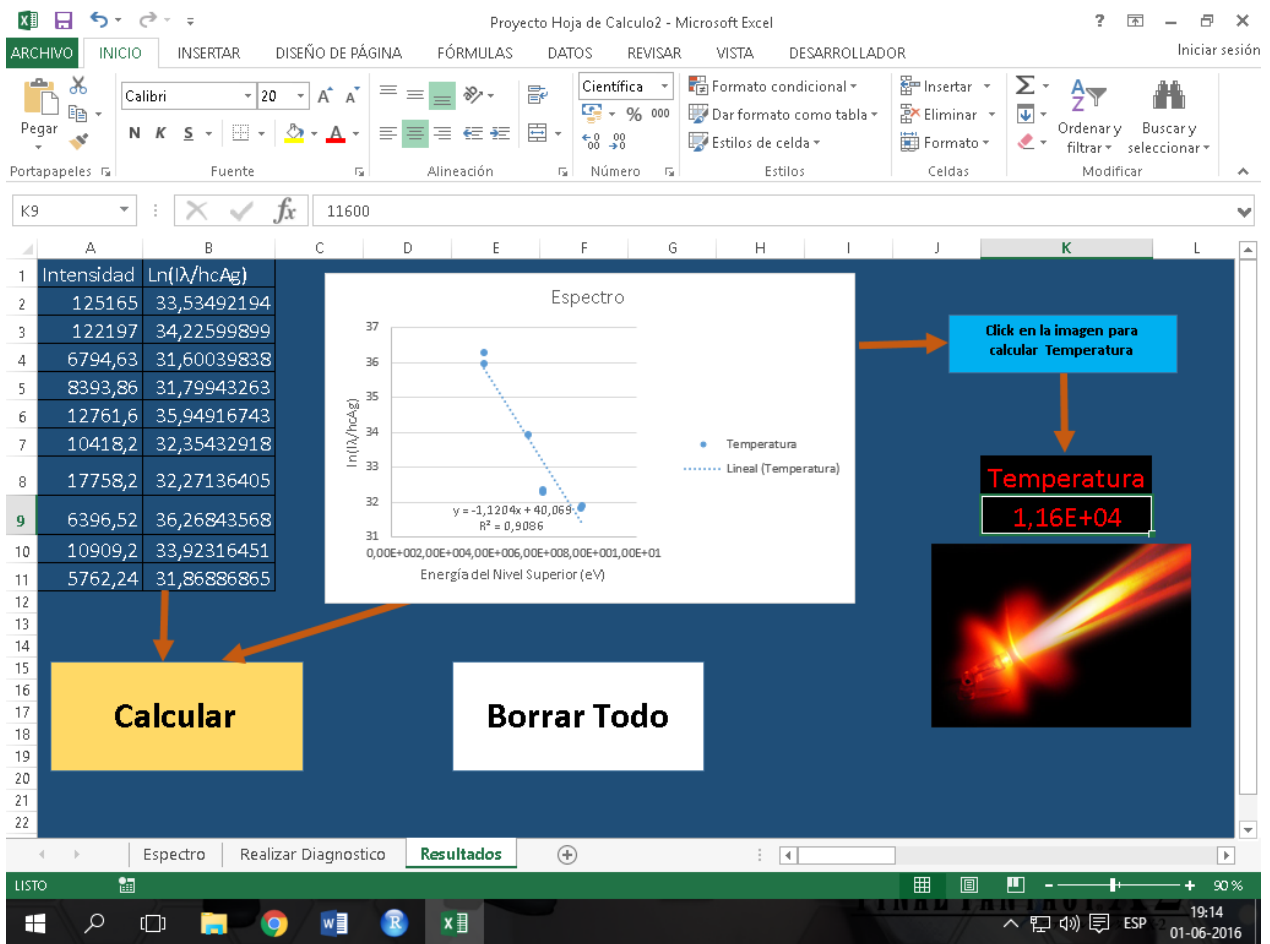 Proyecto Hoja de Calculo2 - Microsoft Excel
?
ARCHIVO INICIO INSERTAR DISEÑO DE PÁGINA FÓRMULAS DATOS REVISAR VISTA DESARROLLADOR Iniciar sesión
Pegar
Calibri 20
N K S
Científica
% 000
Formato condicional
Dar formato como tabla
Estilos de celda
Insertar
Eliminar
Formato
Ordenar y filtrar
Buscar y seleccionar
Portapapeles Fuente Alineación Número Estilos Celdas Modificar
K9 fx 11600
A B C D E F G H I J K L
1 Intensidad Ln(Iλ/hcAg)
2 125165 33,53492194
3 122197 34,22599899
4 6794,63 31,60039838
5 8393,86 31,79943263
6 12761,6 35,94916743
7 10418,2 32,35432918
8 17758,2 32,27136405
9 6396,52 36,26843568
10 10909,2 33,92316451
11 5762,24 31,86886865
12
13
14
15
16
17
18
19
20
21
22
Espectro
37
36
35
34
33
32
31
ln(Iλ/hcAg)
y = -1,1204x + 40,069
R² = 0,9086
0,00E+002,00E+004,00E+006,00E+008,00E+001,00E+01
Energía del Nivel Superior (eV)
Temperatura
Lineal (Temperatura)
Click en la imagen para
calcular Temperatura
Temperatura
1,16E+04
Calcular
Borrar Todo
Espectro Realizar Diagnostico Resultados
LISTO
90 %
ESP
19:14
01-06-2016